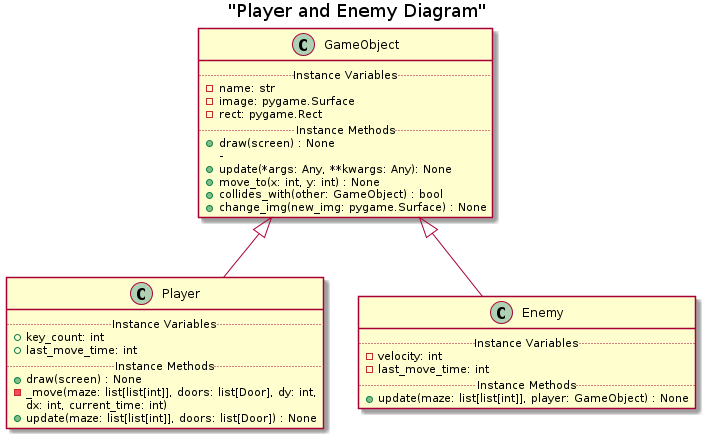 "Player and Enemy Diagram"
C GameObject
Instance Variables
name: str
image: pygame.Surface
rect: pygame.Rect
Instance Methods
draw(screen) : None
-
update(*args: Any, **kwargs: Any): None
move_to(x: int, y: int) : None
collides_with(other: GameObject) : bool
change_img(new_img: pygame.Surface) : None
C Player
Instance Variables
key_count: int
last_move_time: int
Instance Methods
draw(screen) : None
_move(maze: list[list[int]], doors: list[Door], dy: int,
dx: int, current_time: int)
update(maze: list[list[int]], doors: list[Door]) : None
C Enemy
Instance Variables
velocity: int
last_move_time: int
Instance Methods
update(maze: list[list[int]], player: GameObject) : None